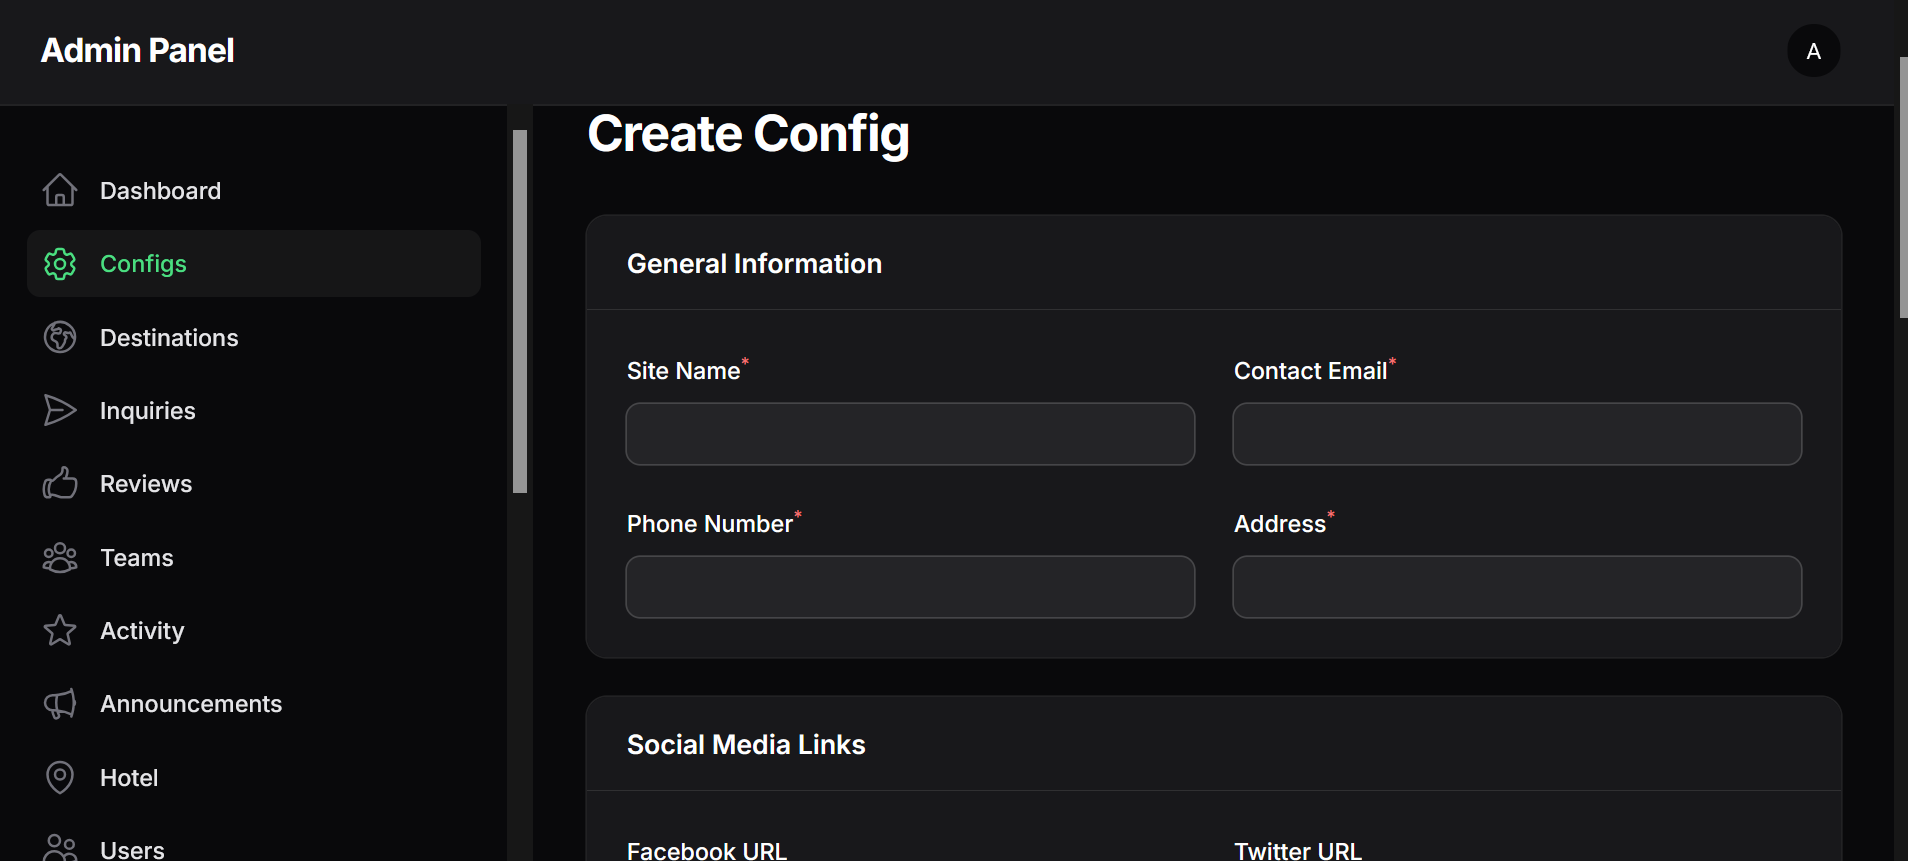 Admin Panel
A
Dashboard
Configs
Destinations
Inquiries
Reviews
Teams
Activity
Announcements
Hotel
Users
Create Config
General Information
Site Name*
Contact Email*
Phone Number*
Address*
Social Media Links
Facebook URL
Twitter URL